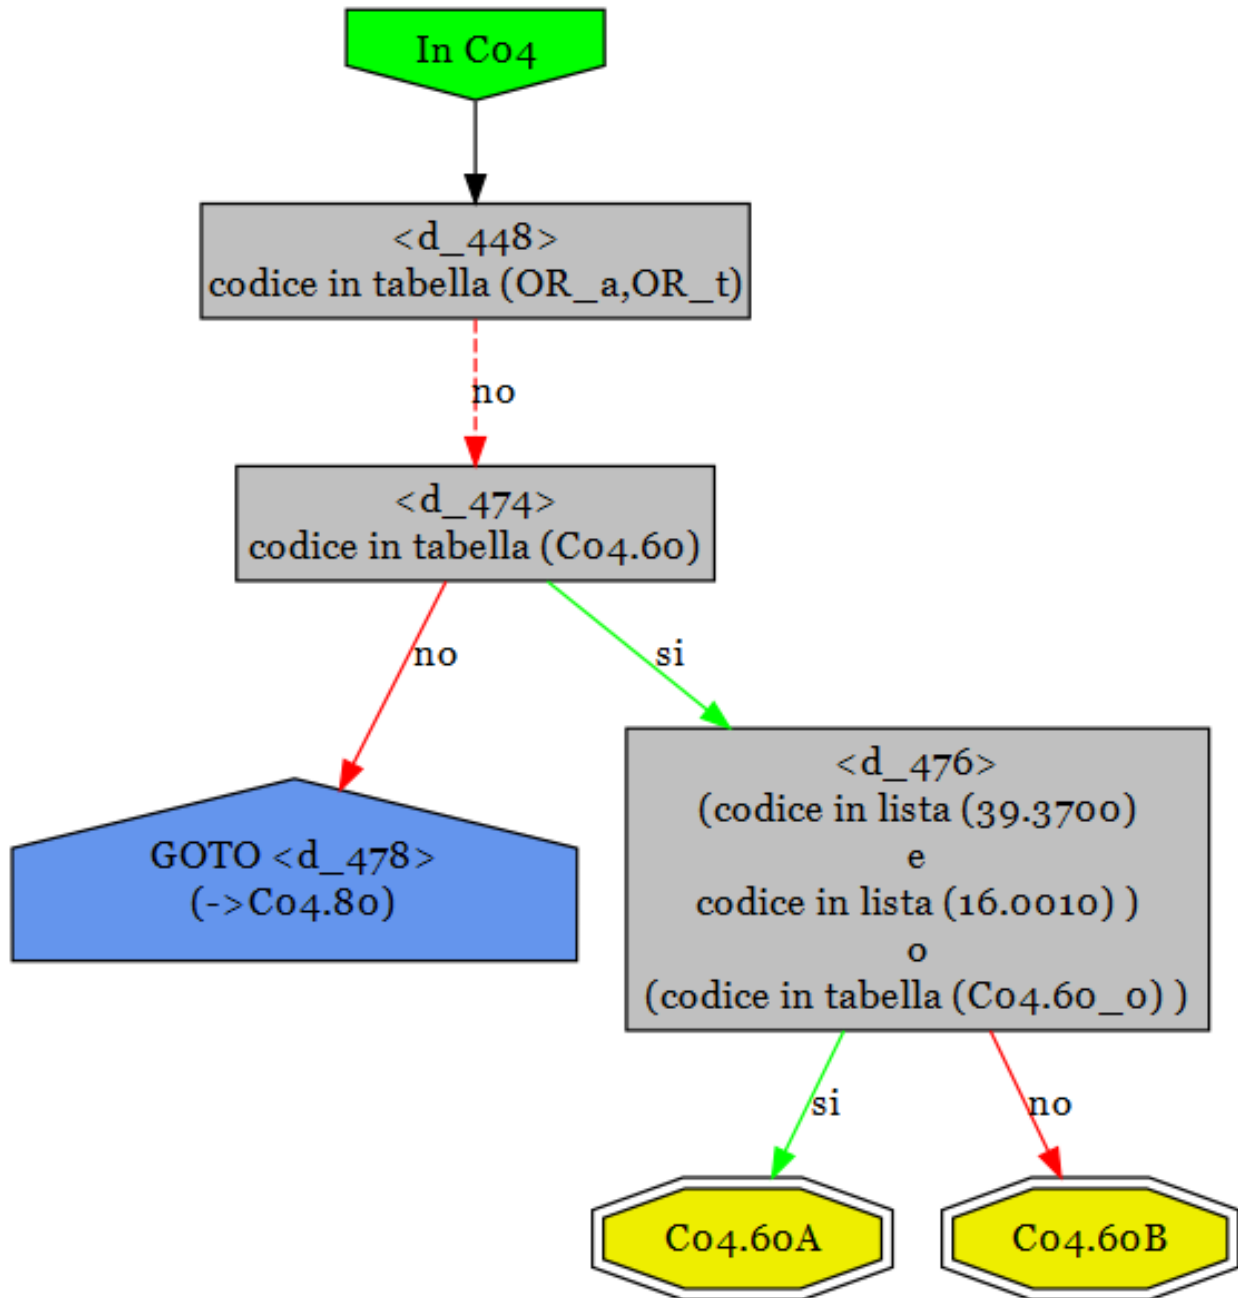 In C04
<d_448>
codice in tabella (OR_a,OR_t)
no
<d_474>
codice in tabella (C04.60)
no
si
<d_476>
(codice in lista (39.3700)
e
codice in lista (16.0010) )
o
(codice in tabella (C04.60_0) )
GOTO <d_478>
(->C04.80)
si
no
C04.60A
C04.60B